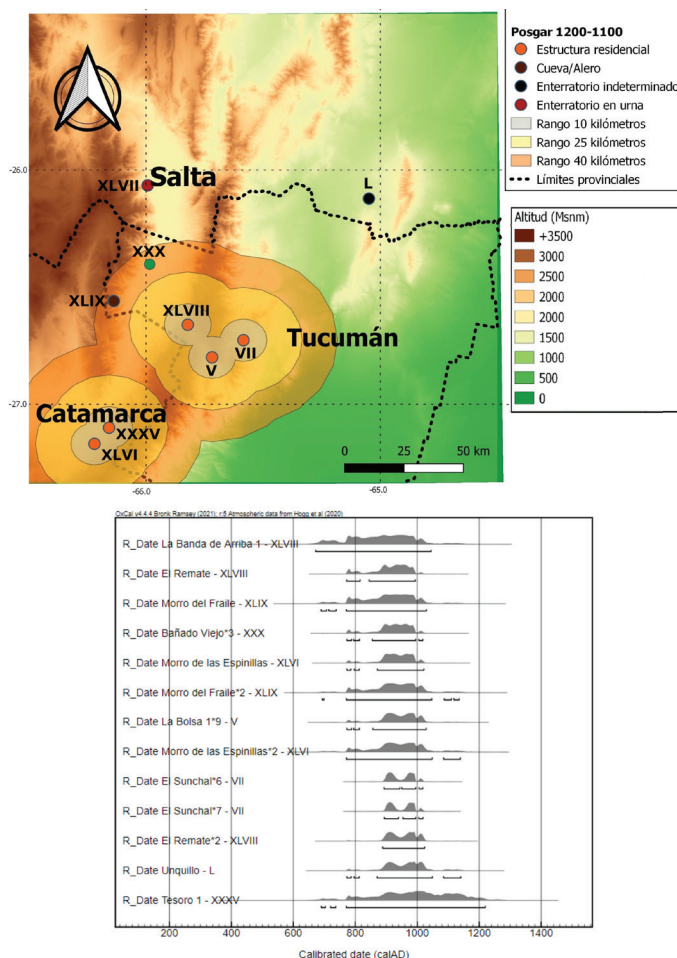 Posgar 1200-1100
Estructura residencial
Cueva/Alero
Enterratorio indeterminado
Enterratorio en urna
Rango 10 kilómetros
Rango 25 kilómetros
Rango 40 kilómetros
Límites provinciales
Altitud (Msnm)
+3500
3000
2500
2000
2000
1500
1000
500
0
-26.0
XLVII
Salta
L
XXX
XLIX
XLVIII
Tucumán
VII
V
-27.0
Catamarca
XXXV
XLVI
0 25 50 km
-66.0
-65.0
OxCal v4.4.4 Bronk Ramsey (2021); r:5 Atmospheric data from Hogg et al (2020)
R_Date La Banda de Arriba 1 - XLVIII
R_Date El Remate - XLVIII
R_Date Morro del Fraile - XLIX
R_Date Bañado Viejo*3 - XXX
R_Date Morro de las Espinillas - XLVI
R_Date Morro del Fraile*2 - XLIX
R_Date La Bolsa 1*9 - V
R_Date Morro de las Espinillas*2 - XLVI
R_Date El Sunchal*6 - VII
R_Date El Sunchal*7 - VII
R_Date El Remate*2 - XLVIII
R_Date Unquillo - L
R_Date Tesoro 1 - XXXV
200 400 600 800 1000 1200 1400
Calibrated date (calAD)